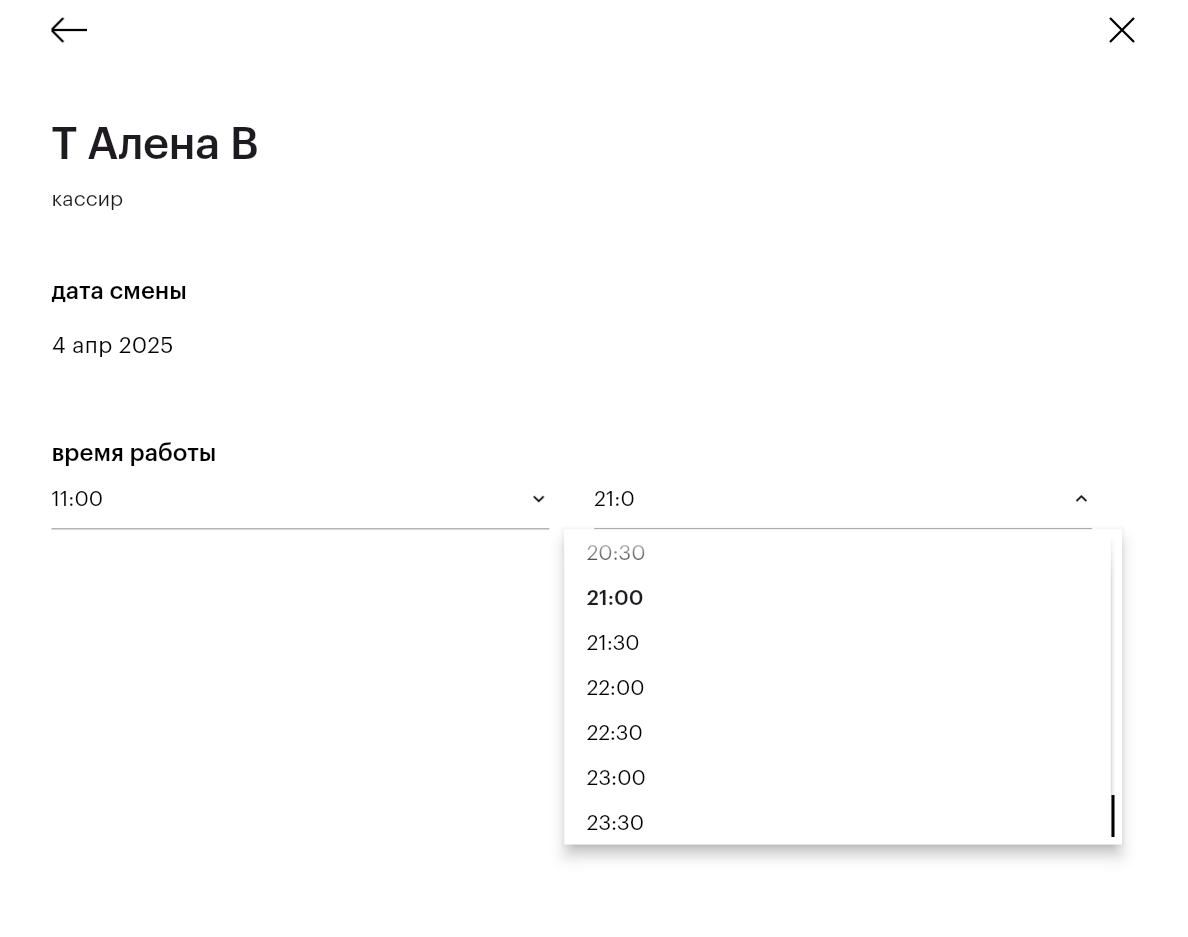 Т Алена В
кассир
дата смены
4 апр 2025
время работы
11:00
21:0
20:30
21:00
21:30
22:00
22:30
23:00
23:30